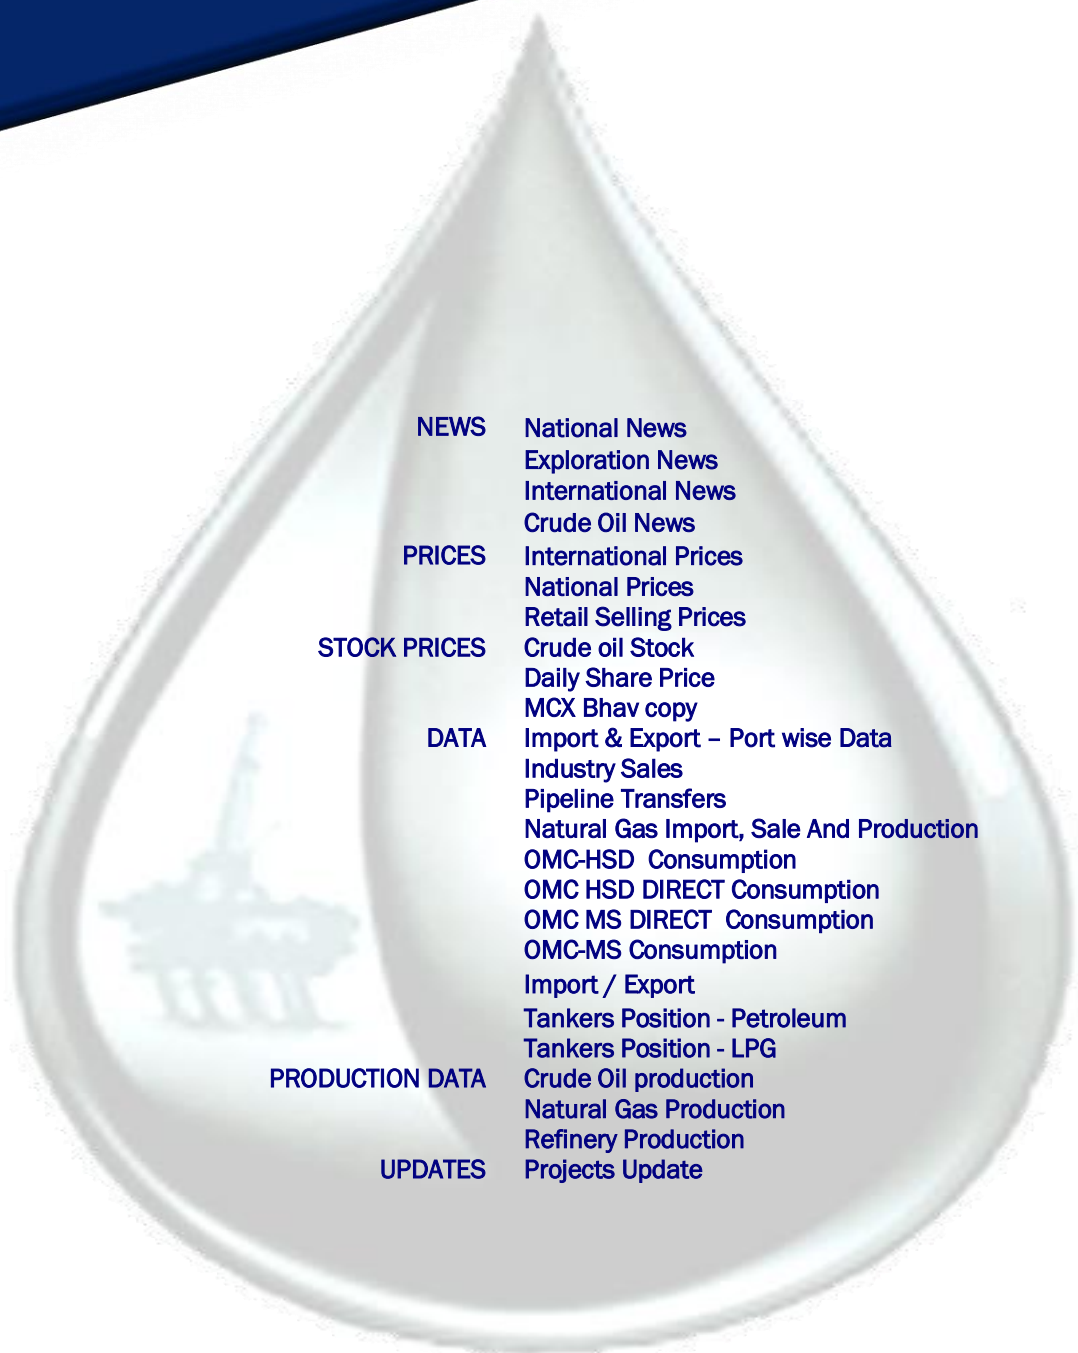 NEWS National News
Exploration News
International News
Crude Oil News
PRICES International Prices
National Prices
Retail Selling Prices
STOCK PRICES Crude oil Stock
Daily Share Price
MCX Bhav copy
DATA Import & Export – Port wise Data
Industry Sales
Pipeline Transfers
Natural Gas Import, Sale And Production
OMC-HSD  Consumption
OMC HSD DIRECT Consumption
OMC MS DIRECT  Consumption
OMC-MS Consumption
Import / Export
Tankers Position - Petroleum
Tankers Position - LPG
PRODUCTION DATA Crude Oil production
Natural Gas Production
Refinery Production
UPDATES Projects Update